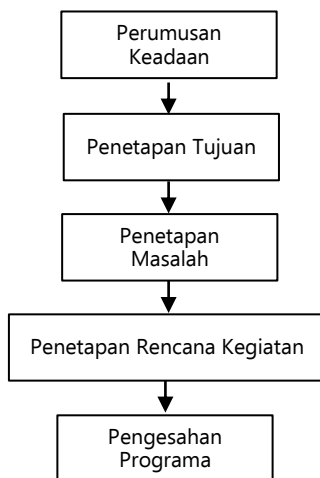 Perumusan
Keadaan
Penetapan Tujuan
Penetapan
Masalah
Penetapan Rencana Kegiatan
Pengesahan
Programa